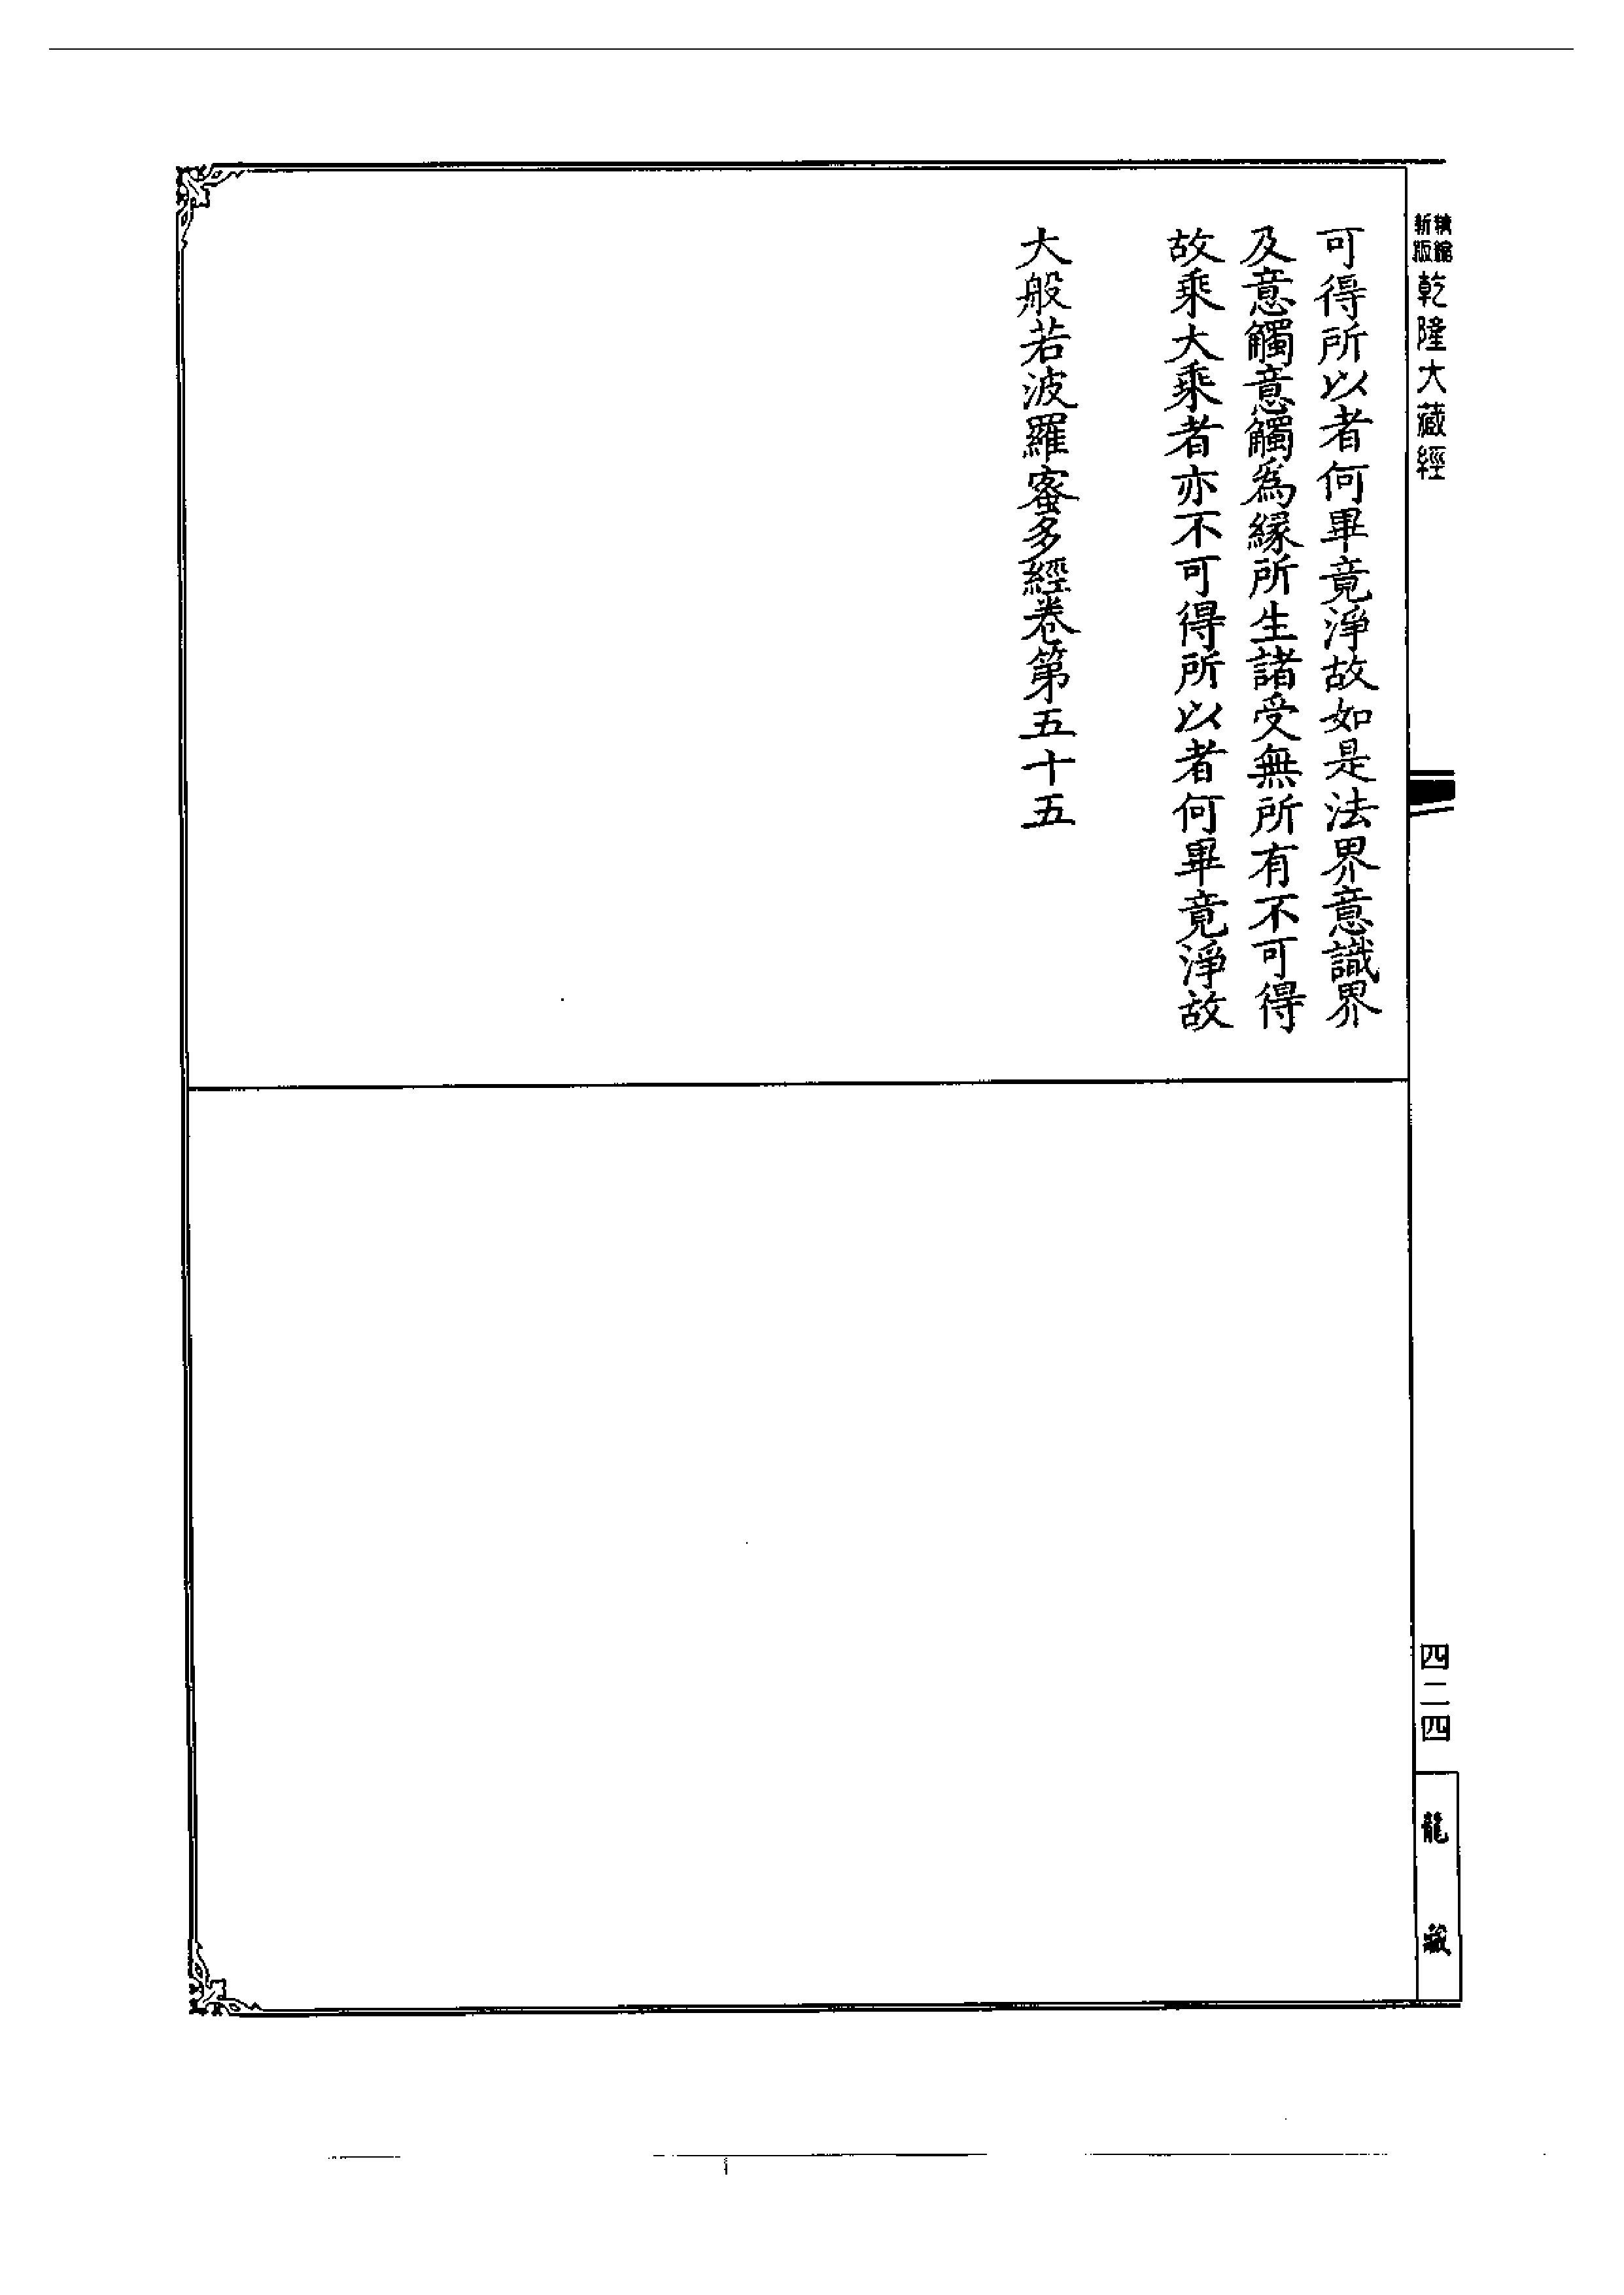 新版
精縮
乾隆大藏經
可得所以者何畢竟淨故如是法界意識界
及意觸意觸為緣所生諸受無所有不可得
故乘大乘者亦不可得所以者何畢竟淨故
大般若波羅蜜多經卷第五十五
四二四
龍藏